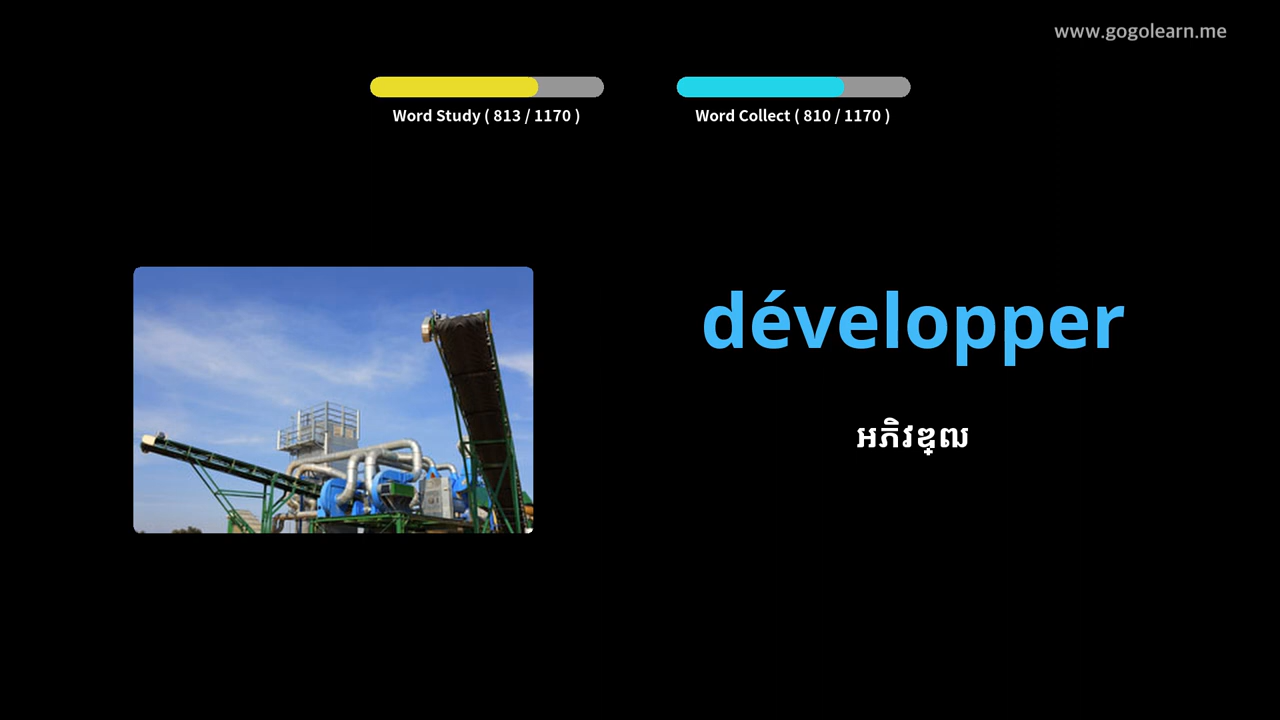 www.gogolearn.me
Word Study ( 813 / 1170 )
Word Collect ( 810 / 1170 )
développer
អភិវឌ្ឍ